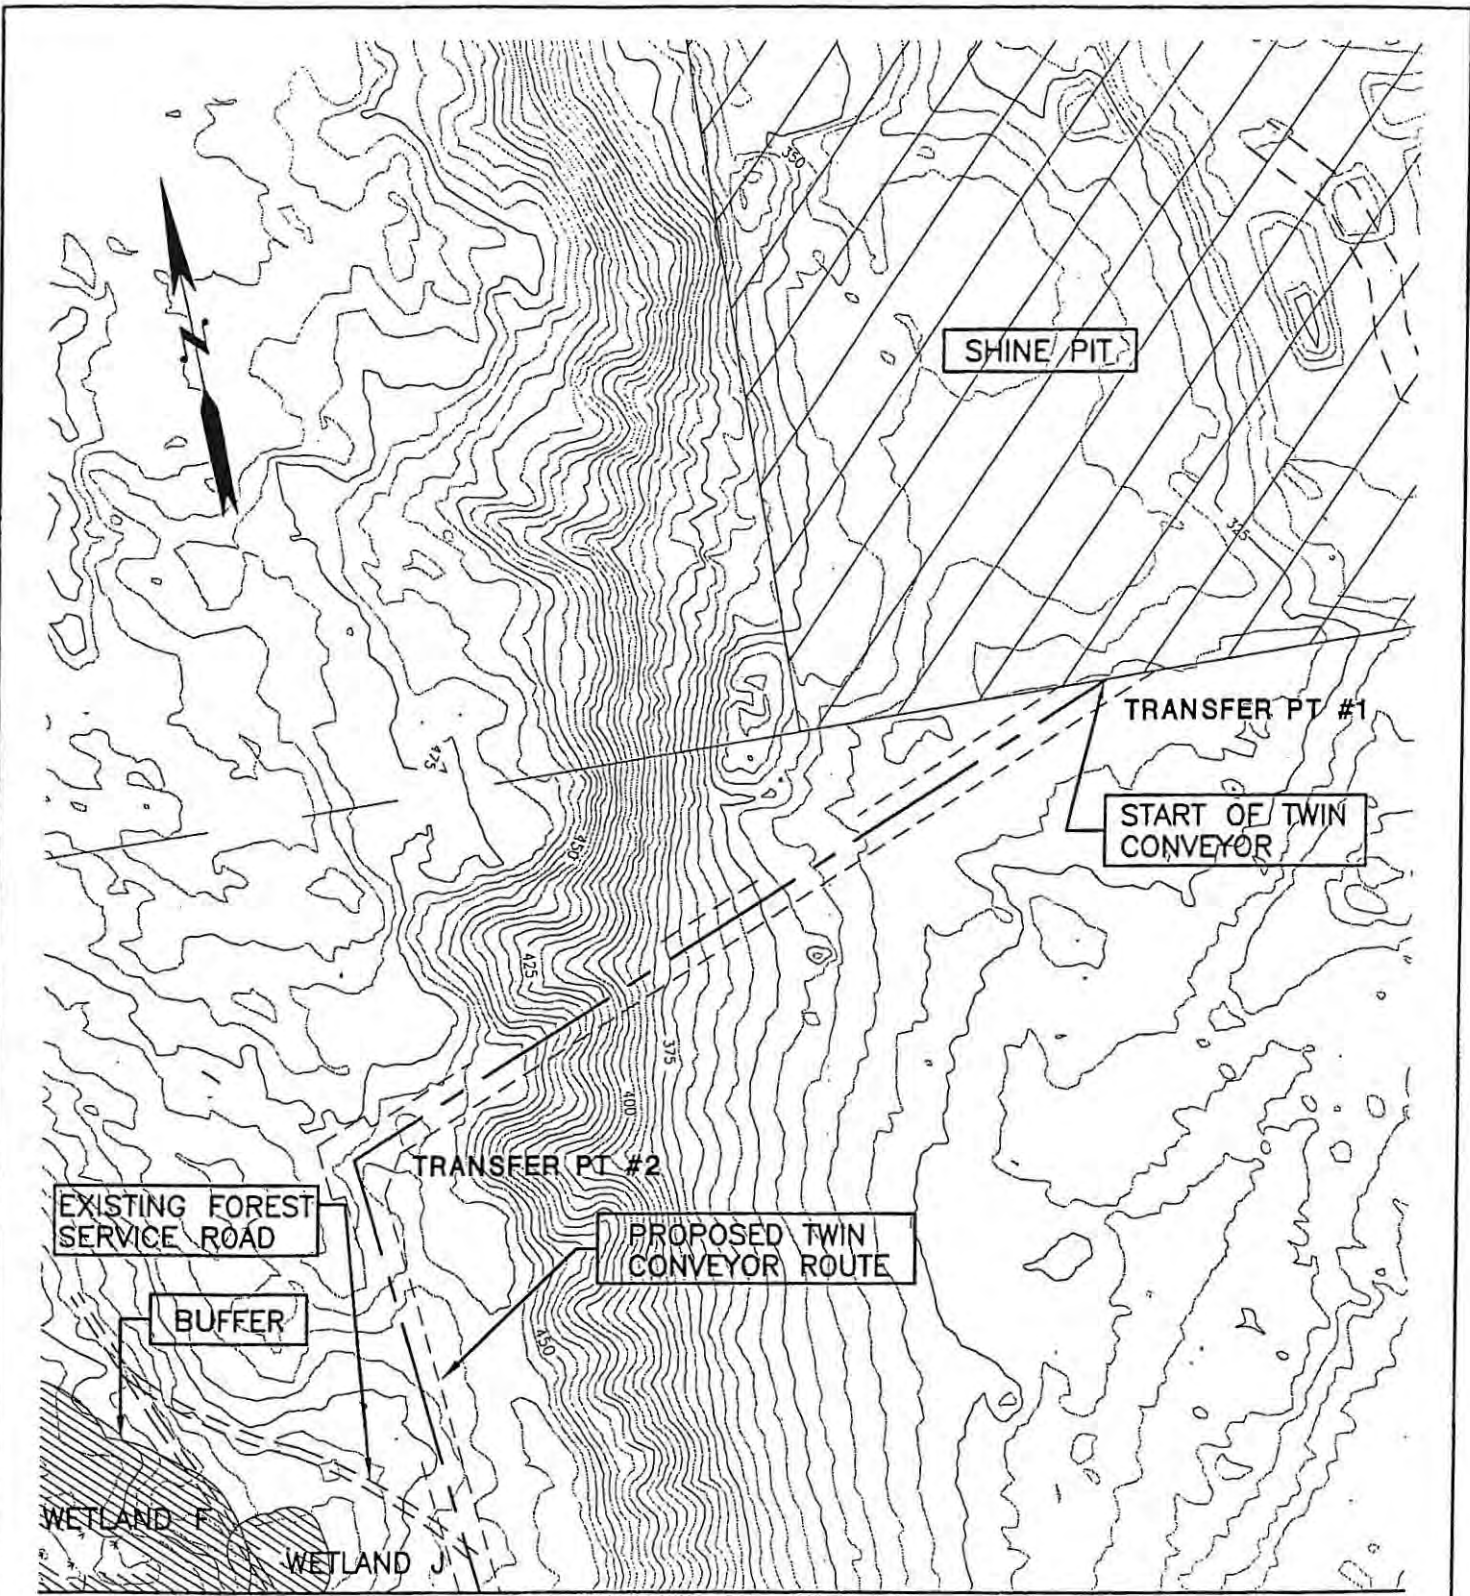 350
N
SHINE PIT
325
TRANSFER PT #1
475
START OF TWIN
CONVEYOR
450
425
375
400
TRANSFER PT #2
EXISTING FOREST
SERVICE ROAD
PROPOSED TWIN
CONVEYOR ROUTE
BUFFER
450
WETLAND F
WETLAND J